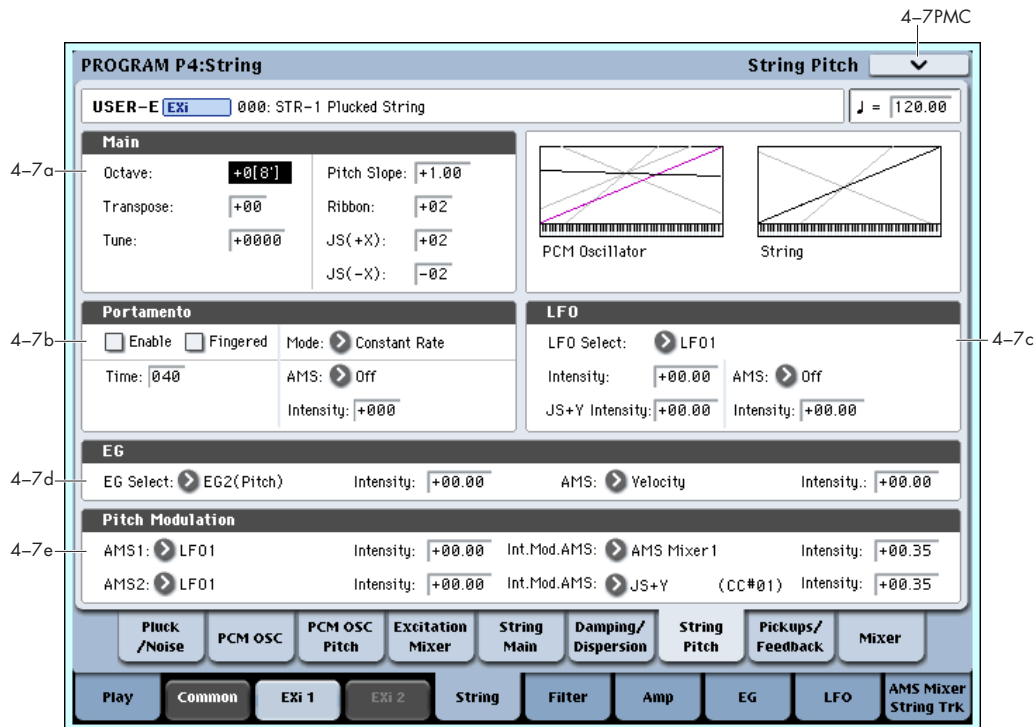 4–7PMC
PROGRAM P4:String
String Pitch
USER–E EXi 000: STR–1 Plucked String
♩ = 120.00
4–7a
Main
Octave: +0[8']
Transpose: +00
Tune: +0000
Pitch Slope: +1.00
Ribbon: +02
JS(+X): +02
JS(–X): –02
PCM Oscillator
String
4–7b
Portamento
Enable Fingered Mode: Constant Rate
Time: 040
AMS: Off
Intensity: +000
4–7c
LFO
LFO Select: LFO1
Intensity: +00.00 AMS: Off
JS+Y Intensity: +00.00 Intensity: +00.00
4–7d
EG
EG Select: EG2(Pitch) Intensity: +00.00 AMS: Velocity Intensity.: +00.00
4–7e
Pitch Modulation
AMS1: LFO1 Intensity: +00.00 Int.Mod.AMS: AMS Mixer1 Intensity: +00.35
AMS2: LFO1 Intensity: +00.00 Int.Mod.AMS: JS+Y (CC#01) Intensity: +00.35
Pluck /Noise
PCM OSC
PCM OSC Pitch
Excitation Mixer
String Main
Damping/ Dispersion
String Pitch
Pickups/ Feedback
Mixer
Play
Common
EXi 1
EXi 2
String
Filter
Amp
EG
LFO
AMS Mixer String Trk